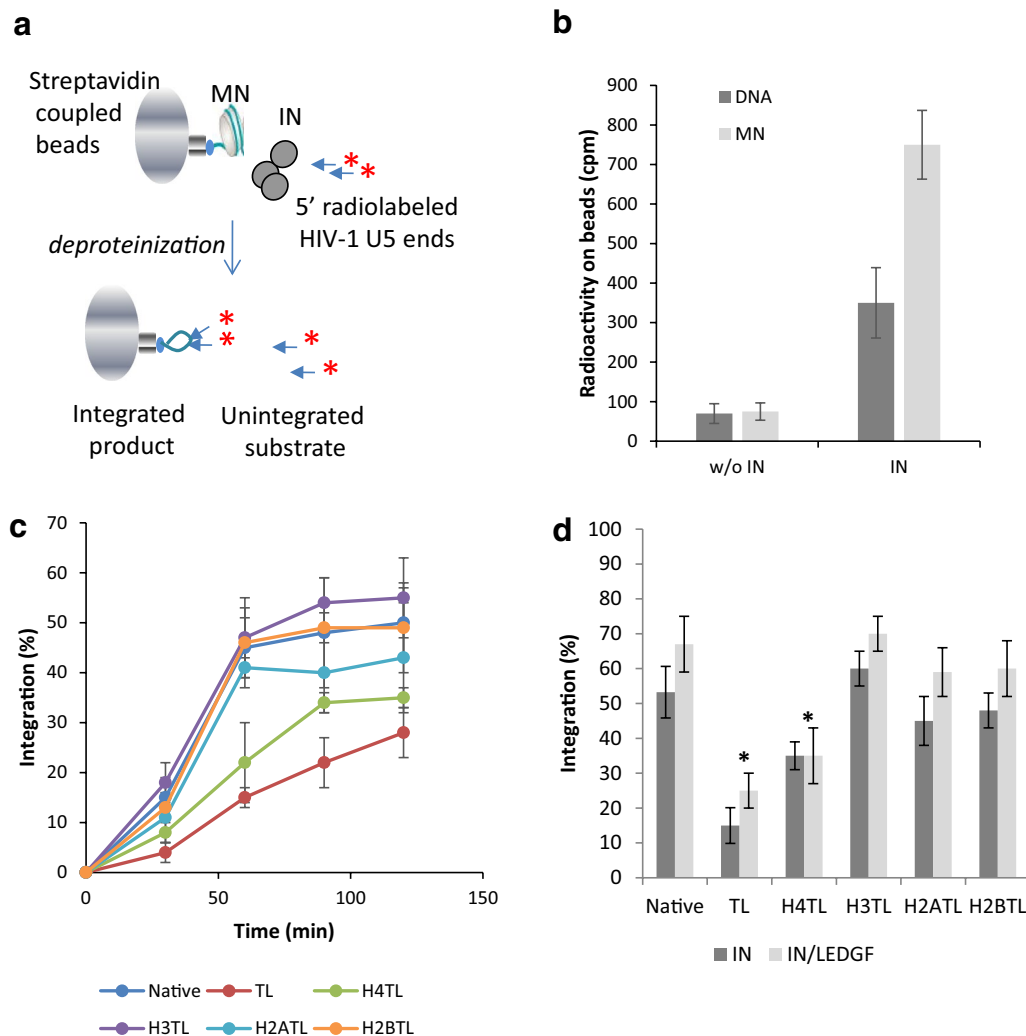 a
Streptavidin
coupled
beads
MN
IN
*
*
5' radiolabeled
HIV-1 U5 ends
deproteinization
*
*
*
*
Integrated
product
Unintegrated
substrate
b
Radioactivity on beads (cpm)
900
800
700
600
500
400
300
200
100
0
DNA
MN
w/o IN
IN
c
Integration (%)
70
60
50
40
30
20
10
0
0
50
100
150
Time (min)
Native
TL
H4TL
H3TL
H2ATL
H2BTL
d
Integration (%)
100
90
80
70
60
50
40
30
20
10
0
*
*
Native
TL
H4TL
H3TL
H2ATL
H2BTL
IN
IN/LEDGF